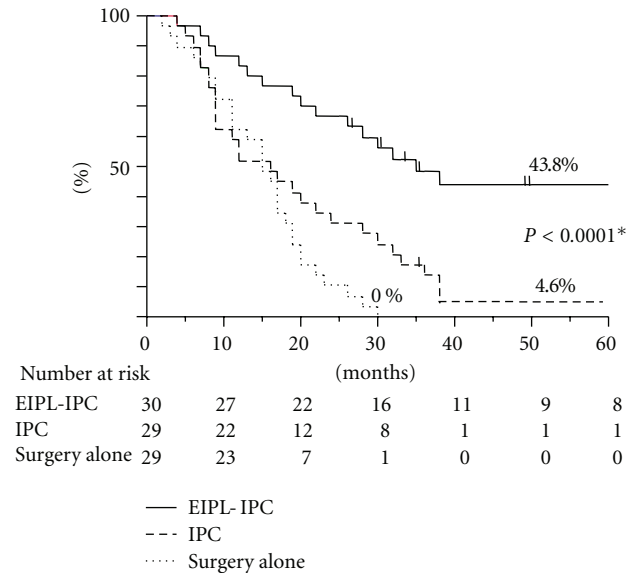 100
(%)
50
43.8%
P < 0.0001*
4.6%
0 %
0 10 20 30 40 50 60
(months)
Number at risk
EIPL-IPC 30 27 22 16 11 9 8
IPC 29 22 12 8 1 1 1
Surgery alone 29 23 7 1 0 0 0
EIPL- IPC
IPC
Surgery alone